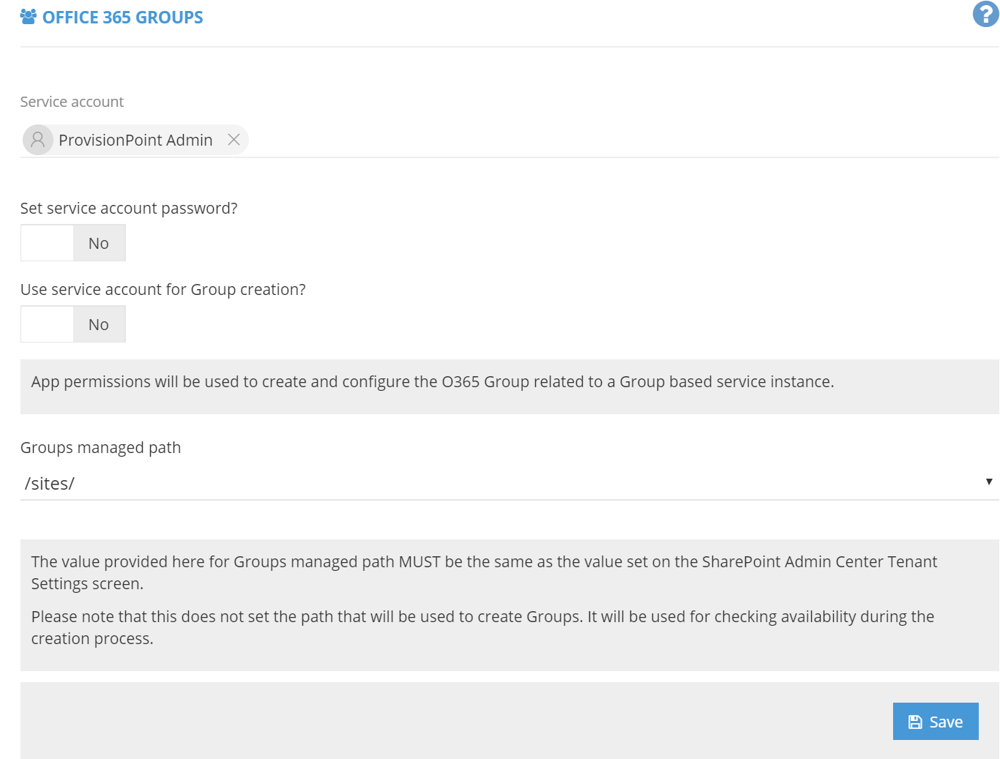 OFFICE 365 GROUPS
?
Service account
ProvisionPoint Admin
Set service account password?
No
Use service account for Group creation?
No
App permissions will be used to create and configure the O365 Group related to a Group based service instance.
Groups managed path
/sites/
The value provided here for Groups managed path MUST be the same as the value set on the SharePoint Admin Center Tenant
Settings screen.
Please note that this does not set the path that will be used to create Groups. It will be used for checking availability during the
creation process.
Save